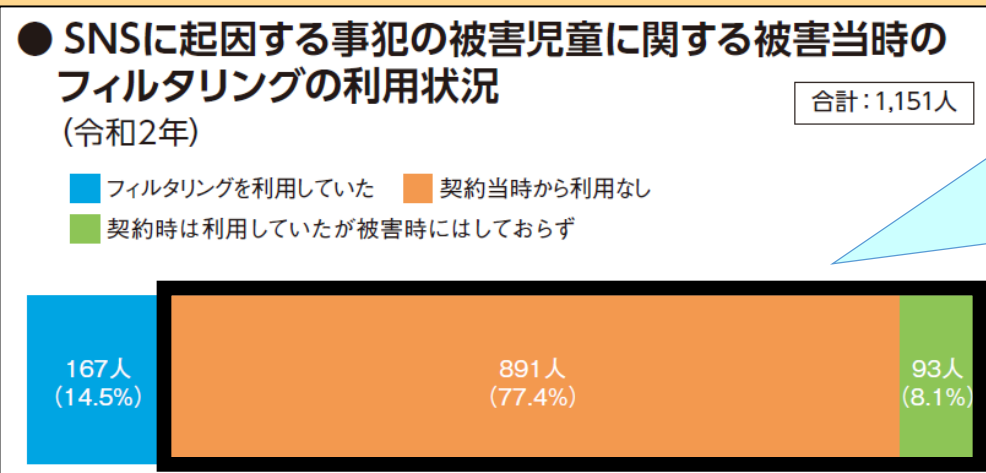 ● SNSに起因する事犯の被害児童に関する被害当時の
フィルタリングの利用状況
(令和2年)
合計:1,151人
フィルタリングを利用していた 契約当時から利用なし
契約時は利用していたが被害時にはしておらず
167人 891人 93人
(14.5%) (77.4%) (8.1%)